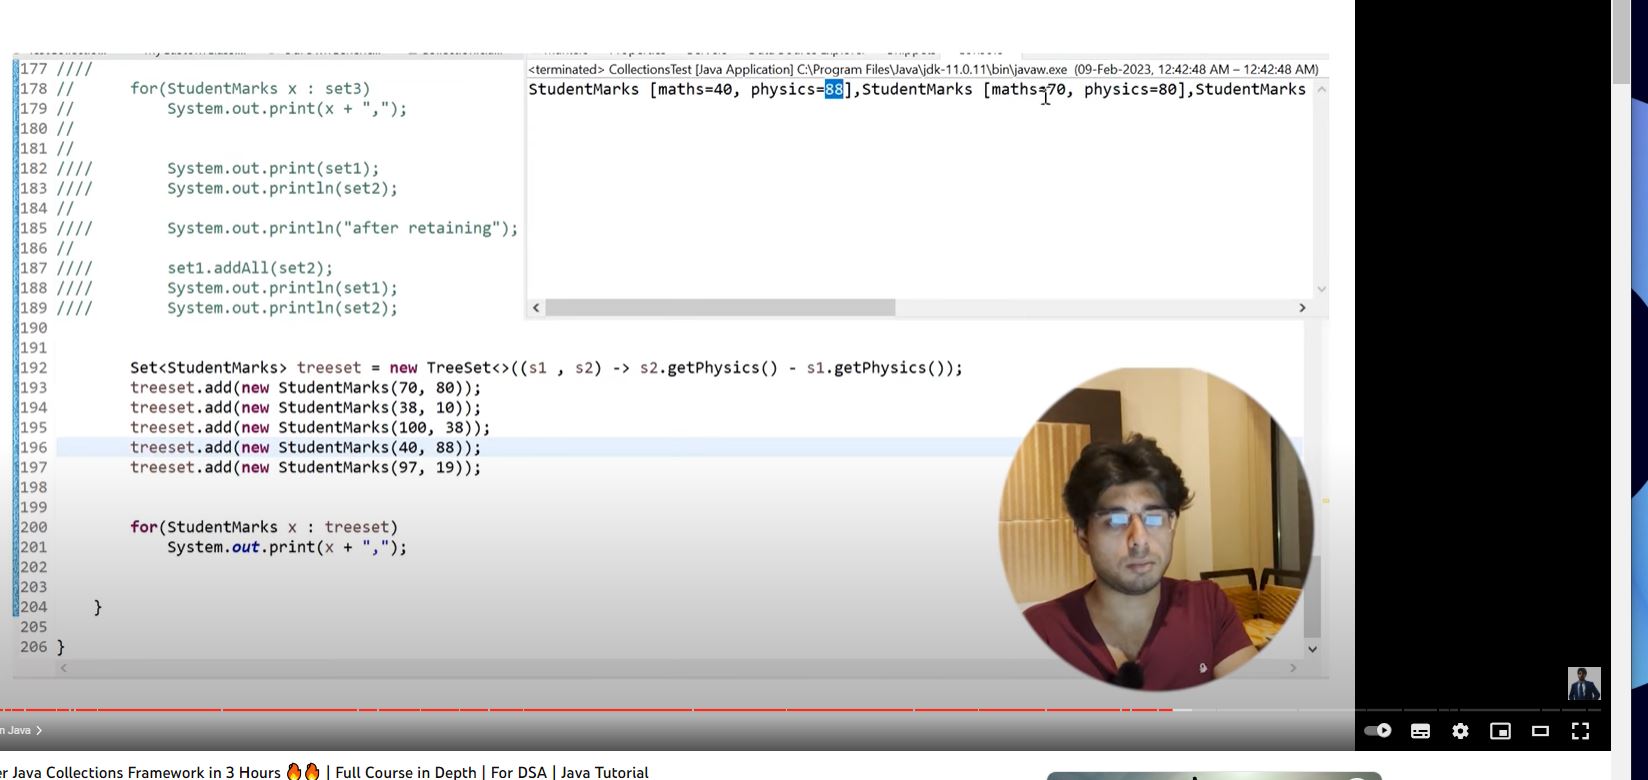 <terminated> CollectionsTest [Java Application] C:\Program Files\Java\jdk-11.0.11\bin\javaw.exe (09-Feb-2023, 12:42:48 AM – 12:42:48 AM)
StudentMarks [maths=40, physics=88],StudentMarks [maths=70, physics=80],StudentMarks
177 ////
178 // for(StudentMarks x : set3)
179 // System.out.print(x + ",");
180 //
181 //
182 //// System.out.print(set1);
183 //// System.out.println(set2);
184 //
185 //// System.out.println("after retaining");
186 //
187 //// set1.addAll(set2);
188 //// System.out.println(set1);
189 //// System.out.println(set2);
190
191
192 Set<StudentMarks> treeset = new TreeSet<>((s1 , s2) -> s2.getPhysics() - s1.getPhysics());
193 treeset.add(new StudentMarks(70, 80));
194 treeset.add(new StudentMarks(38, 10));
195 treeset.add(new StudentMarks(100, 38));
196 treeset.add(new StudentMarks(40, 88));
197 treeset.add(new StudentMarks(97, 19));
198
199
200 for(StudentMarks x : treeset)
201 System.out.print(x + ",");
202
203
204 }
205
206 }
n Java >
er Java Collections Framework in 3 Hours 🔥🔥 | Full Course in Depth | For DSA | Java Tutorial